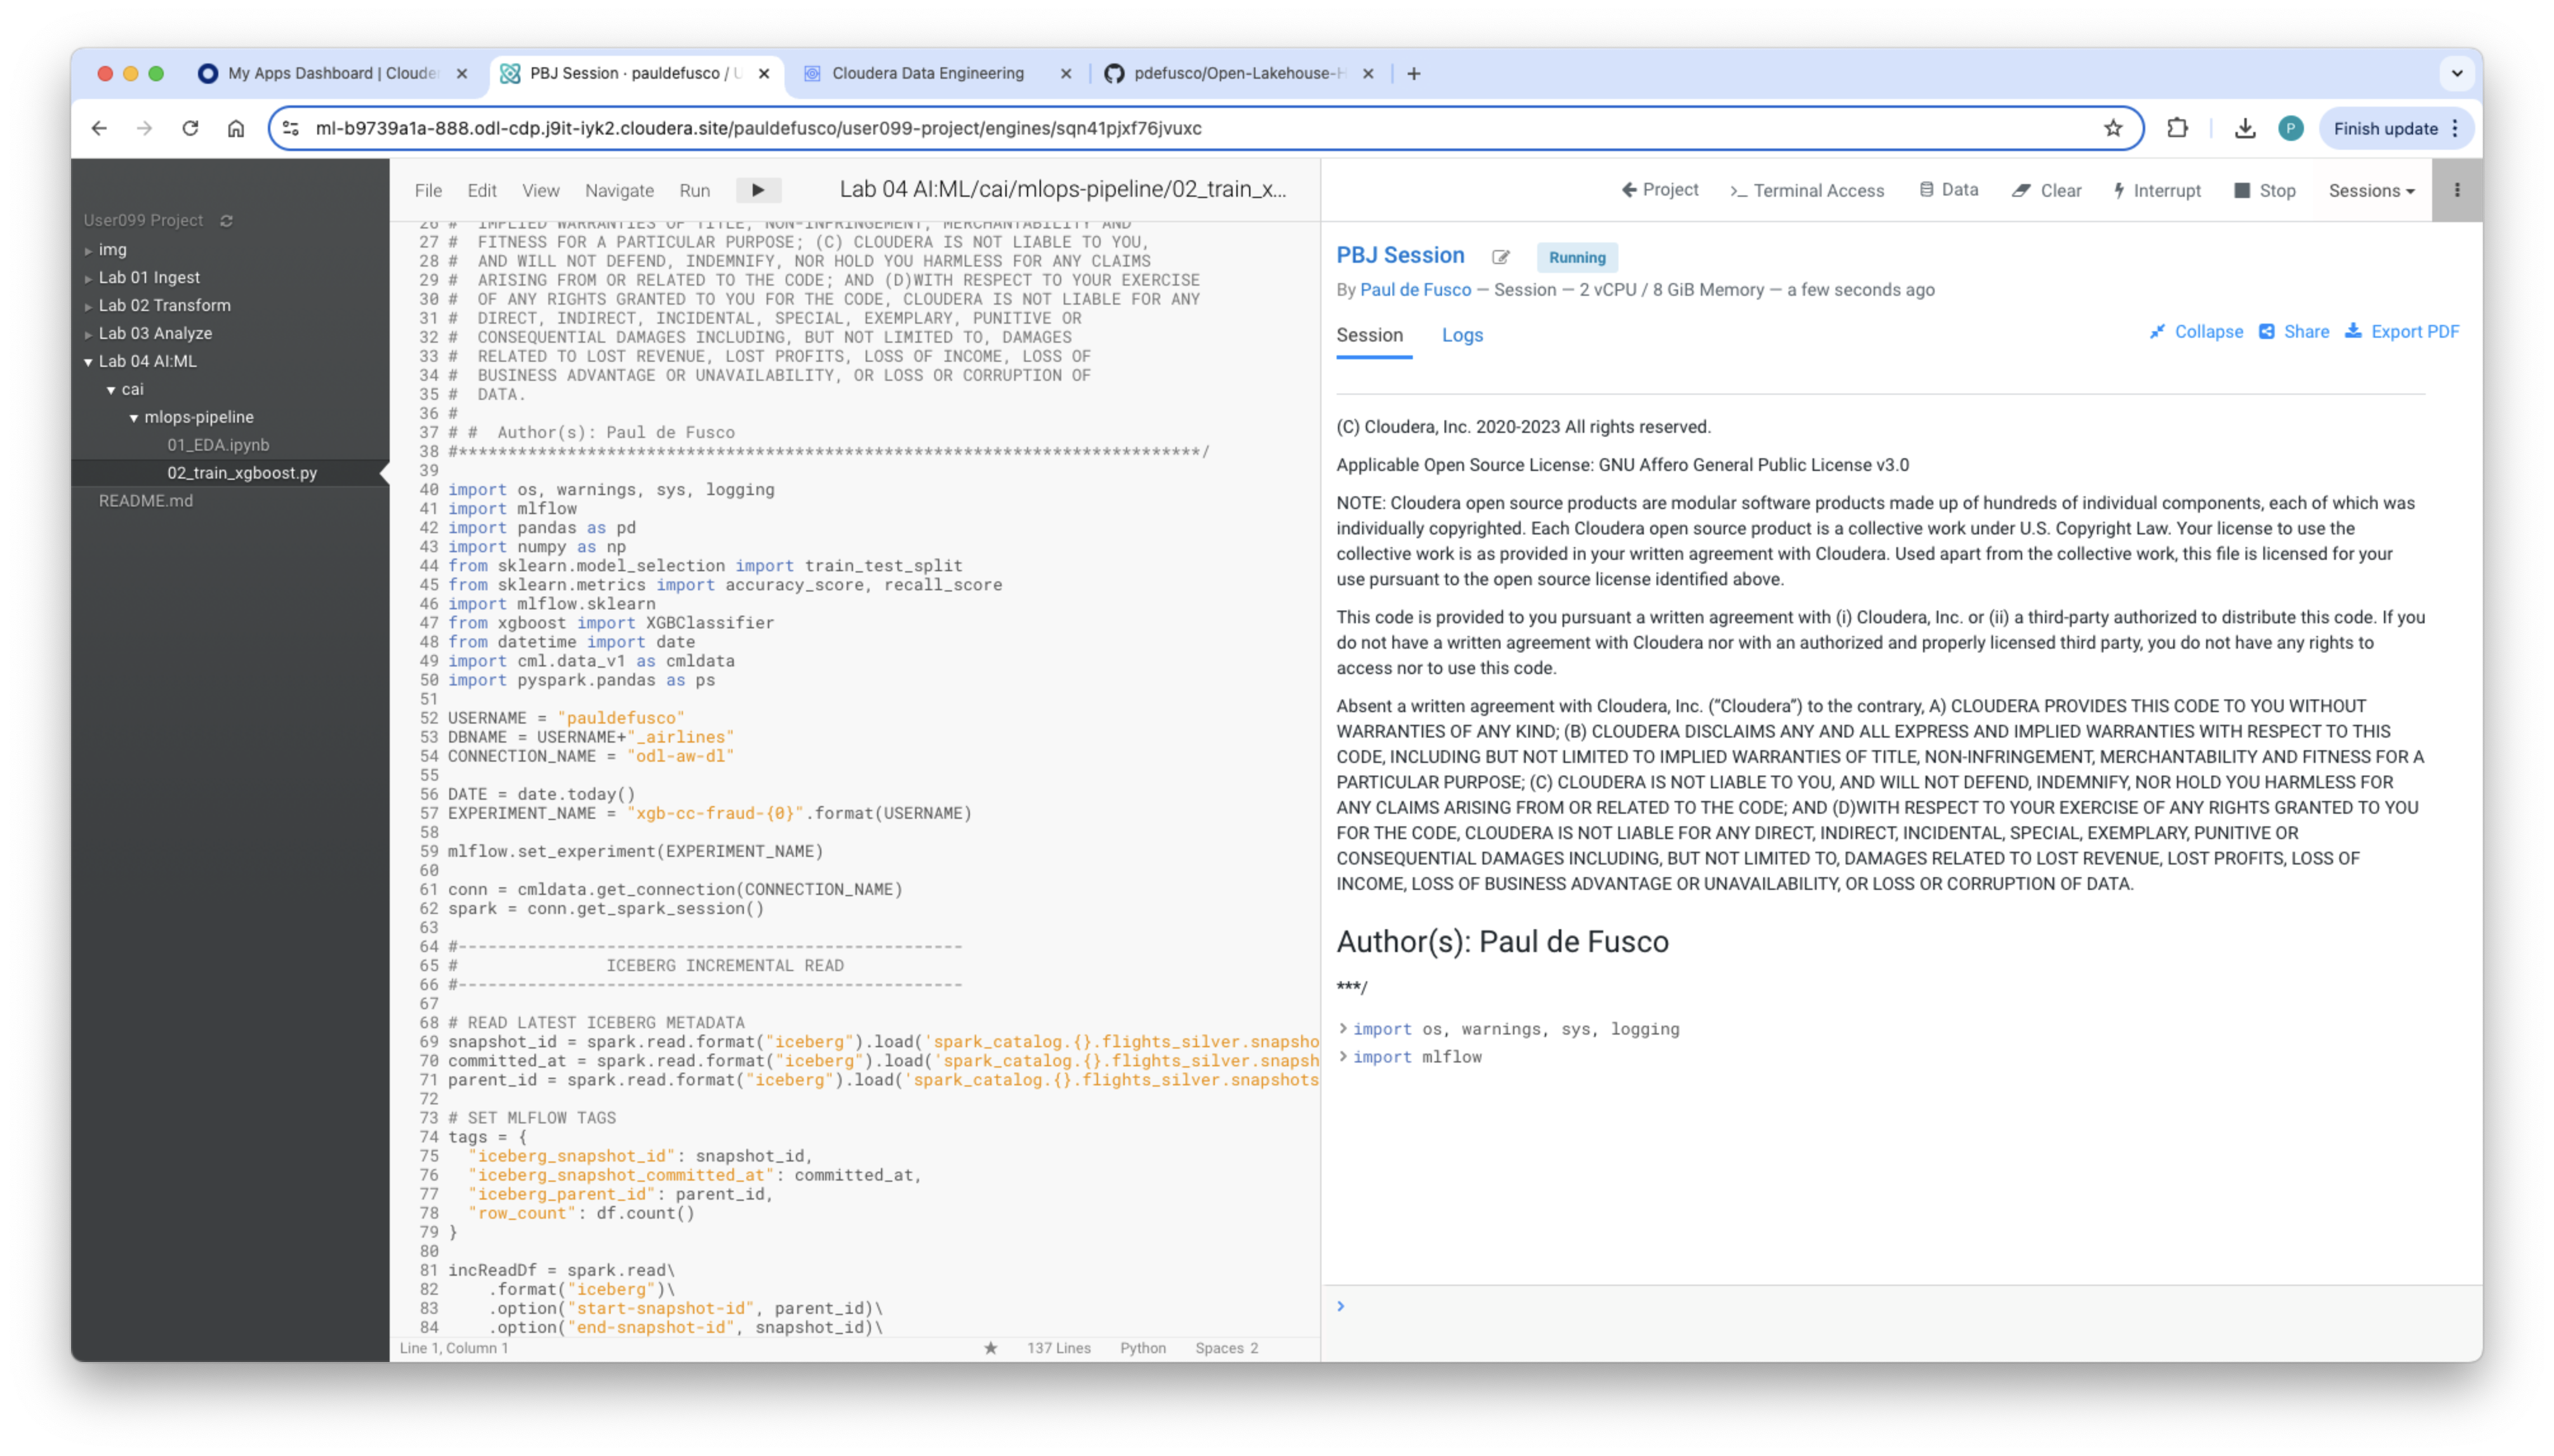 My Apps Dashboard | Cloude
PBJ Session · pauldefusco / U
Cloudera Data Engineering
pdefusco/Open-Lakehouse-H
ml-b9739a1a-888.odl-cdp.j9it-iyk2.cloudera.site/pauldefusco/user099-project/engines/sqn41pjxf76jvuxc
P
Finish update
User099 Project
img
Lab 01 Ingest
Lab 02 Transform
Lab 03 Analyze
Lab 04 AI:ML
cai
mlops-pipeline
01_EDA.ipynb
02_train_xgboost.py
README.md
File Edit View Navigate Run
Lab 04 AI:ML/cai/mlops-pipeline/02_train_x...
26 # IMPLIED WARRANTIES OF TITLE, NON-INFRINGEMENT, MERCHANTABILITY AND
27 # FITNESS FOR A PARTICULAR PURPOSE; (C) CLOUDERA IS NOT LIABLE TO YOU,
28 # AND WILL NOT DEFEND, INDEMNIFY, NOR HOLD YOU HARMLESS FOR ANY CLAIMS
29 # ARISING FROM OR RELATED TO THE CODE; AND (D)WITH RESPECT TO YOUR EXERCISE
30 # OF ANY RIGHTS GRANTED TO YOU FOR THE CODE, CLOUDERA IS NOT LIABLE FOR ANY
31 # DIRECT, INDIRECT, INCIDENTAL, SPECIAL, EXEMPLARY, PUNITIVE OR
32 # CONSEQUENTIAL DAMAGES INCLUDING, BUT NOT LIMITED TO, DAMAGES
33 # RELATED TO LOST REVENUE, LOST PROFITS, LOSS OF INCOME, LOSS OF
34 # BUSINESS ADVANTAGE OR UNAVAILABILITY, OR LOSS OR CORRUPTION OF
35 # DATA.
36 #
37 # # Author(s): Paul de Fusco
38 #***************************************************************************/
39
40 import os, warnings, sys, logging
41 import mlflow
42 import pandas as pd
43 import numpy as np
44 from sklearn.model_selection import train_test_split
45 from sklearn.metrics import accuracy_score, recall_score
46 import mlflow.sklearn
47 from xgboost import XGBClassifier
48 from datetime import date
49 import cml.data_v1 as cmldata
50 import pyspark.pandas as ps
51
52 USERNAME = "pauldefusco"
53 DBNAME = USERNAME+"_airlines"
54 CONNECTION_NAME = "odl-aw-dl"
55
56 DATE = date.today()
57 EXPERIMENT_NAME = "xgb-cc-fraud-{0}".format(USERNAME)
58
59 mlflow.set_experiment(EXPERIMENT_NAME)
60
61 conn = cmldata.get_connection(CONNECTION_NAME)
62 spark = conn.get_spark_session()
63
64 #---------------------------------------------------
65 # ICEBERG INCREMENTAL READ
66 #---------------------------------------------------
67
68 # READ LATEST ICEBERG METADATA
69 snapshot_id = spark.read.format("iceberg").load('spark_catalog.{}.flights_silver.snapsho
70 committed_at = spark.read.format("iceberg").load('spark_catalog.{}.flights_silver.snapsh
71 parent_id = spark.read.format("iceberg").load('spark_catalog.{}.flights_silver.snapshots
72
73 # SET MLFLOW TAGS
74 tags = {
75 "iceberg_snapshot_id": snapshot_id,
76 "iceberg_snapshot_committed_at": committed_at,
77 "iceberg_parent_id": parent_id,
78 "row_count": df.count()
79 }
80
81 incReadDf = spark.read\
82 .format("iceberg")\
83 .option("start-snapshot-id", parent_id)\
84 .option("end-snapshot-id", snapshot_id)\
Line 1, Column 1
★ 137 Lines Python Spaces 2
Project >_ Terminal Access Data Clear Interrupt Stop Sessions
PBJ Session Running
By Paul de Fusco — Session — 2 vCPU / 8 GiB Memory — a few seconds ago
Session Logs
Collapse Share Export PDF
(C) Cloudera, Inc. 2020-2023 All rights reserved.
Applicable Open Source License: GNU Affero General Public License v3.0
NOTE: Cloudera open source products are modular software products made up of hundreds of individual components, each of which was
individually copyrighted. Each Cloudera open source product is a collective work under U.S. Copyright Law. Your license to use the
collective work is as provided in your written agreement with Cloudera. Used apart from the collective work, this file is licensed for your
use pursuant to the open source license identified above.
This code is provided to you pursuant a written agreement with (i) Cloudera, Inc. or (ii) a third-party authorized to distribute this code. If you
do not have a written agreement with Cloudera nor with an authorized and properly licensed third party, you do not have any rights to
access nor to use this code.
Absent a written agreement with Cloudera, Inc. (“Cloudera”) to the contrary, A) CLOUDERA PROVIDES THIS CODE TO YOU WITHOUT
WARRANTIES OF ANY KIND; (B) CLOUDERA DISCLAIMS ANY AND ALL EXPRESS AND IMPLIED WARRANTIES WITH RESPECT TO THIS
CODE, INCLUDING BUT NOT LIMITED TO IMPLIED WARRANTIES OF TITLE, NON-INFRINGEMENT, MERCHANTABILITY AND FITNESS FOR A
PARTICULAR PURPOSE; (C) CLOUDERA IS NOT LIABLE TO YOU, AND WILL NOT DEFEND, INDEMNIFY, NOR HOLD YOU HARMLESS FOR
ANY CLAIMS ARISING FROM OR RELATED TO THE CODE; AND (D)WITH RESPECT TO YOUR EXERCISE OF ANY RIGHTS GRANTED TO YOU
FOR THE CODE, CLOUDERA IS NOT LIABLE FOR ANY DIRECT, INDIRECT, INCIDENTAL, SPECIAL, EXEMPLARY, PUNITIVE OR
CONSEQUENTIAL DAMAGES INCLUDING, BUT NOT LIMITED TO, DAMAGES RELATED TO LOST REVENUE, LOST PROFITS, LOSS OF
INCOME, LOSS OF BUSINESS ADVANTAGE OR UNAVAILABILITY, OR LOSS OR CORRUPTION OF DATA.
Author(s): Paul de Fusco
***/
> import os, warnings, sys, logging
> import mlflow
>